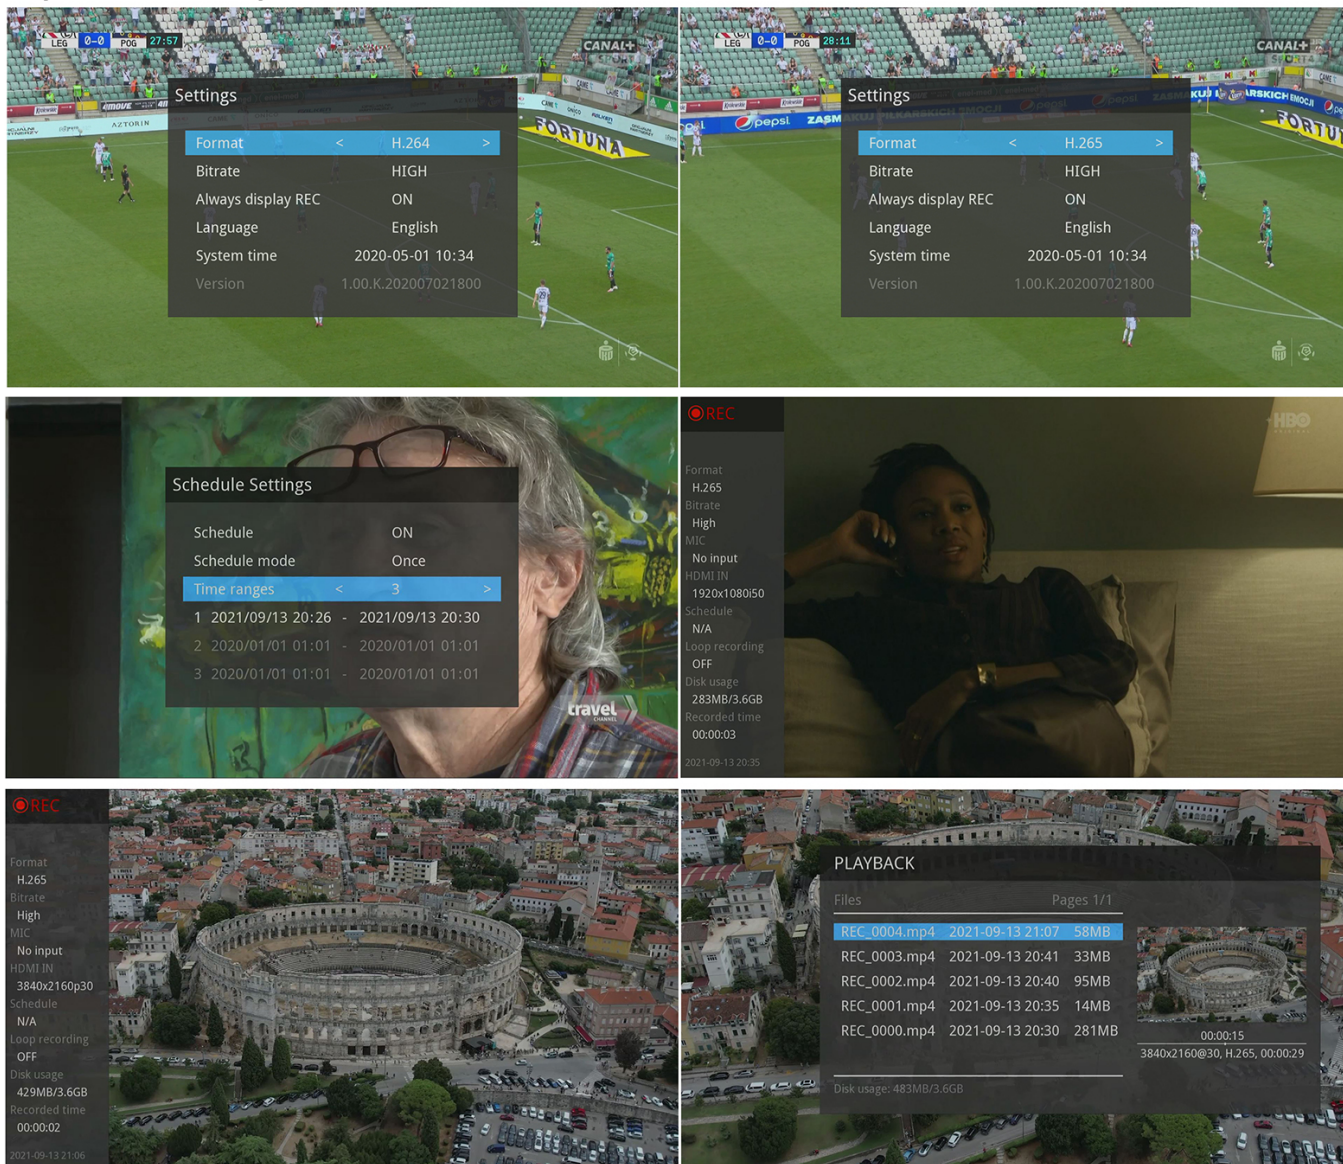 LEG 0-0 POG 27:57
CANAL+
AZTORIN
FORTUNA
Settings
Format < H.264 >
Bitrate HIGH
Always display REC ON
Language English
System time 2020-05-01 10:34
Version 1.00.K.202007021800
LEG 0-0 POG 28:11
CANAL+
SPORT4
pepsi
Settings
Format < H.265 >
Bitrate HIGH
Always display REC ON
Language English
System time 2020-05-01 10:34
Version 1.00.K.202007021800
Schedule Settings
Schedule ON
Schedule mode Once
Time ranges < 3 >
1 2021/09/13 20:26 - 2021/09/13 20:30
2 2020/01/01 01:01 - 2020/01/01 01:01
3 2020/01/01 01:01 - 2020/01/01 01:01
travel
CHANNEL
REC
HBO
Format
H.265
Bitrate
High
MIC
No input
HDMI IN
1920x1080i50
Schedule
N/A
Loop recording
OFF
Disk usage
283MB/3.6GB
Recorded time
00:00:03
2021-09-13 20:35
REC
Format
H.265
Bitrate
High
MIC
No input
HDMI IN
3840x2160p30
Schedule
N/A
Loop recording
OFF
Disk usage
429MB/3.6GB
Recorded time
00:00:02
2021-09-13 21:06
PLAYBACK
Files Pages 1/1
REC_0004.mp4 2021-09-13 21:07 58MB
REC_0003.mp4 2021-09-13 20:41 33MB
REC_0002.mp4 2021-09-13 20:40 95MB
REC_0001.mp4 2021-09-13 20:35 14MB
REC_0000.mp4 2021-09-13 20:30 281MB
00:00:15
3840x2160@30, H.265, 00:00:29
Disk usage: 483MB/3.6GB